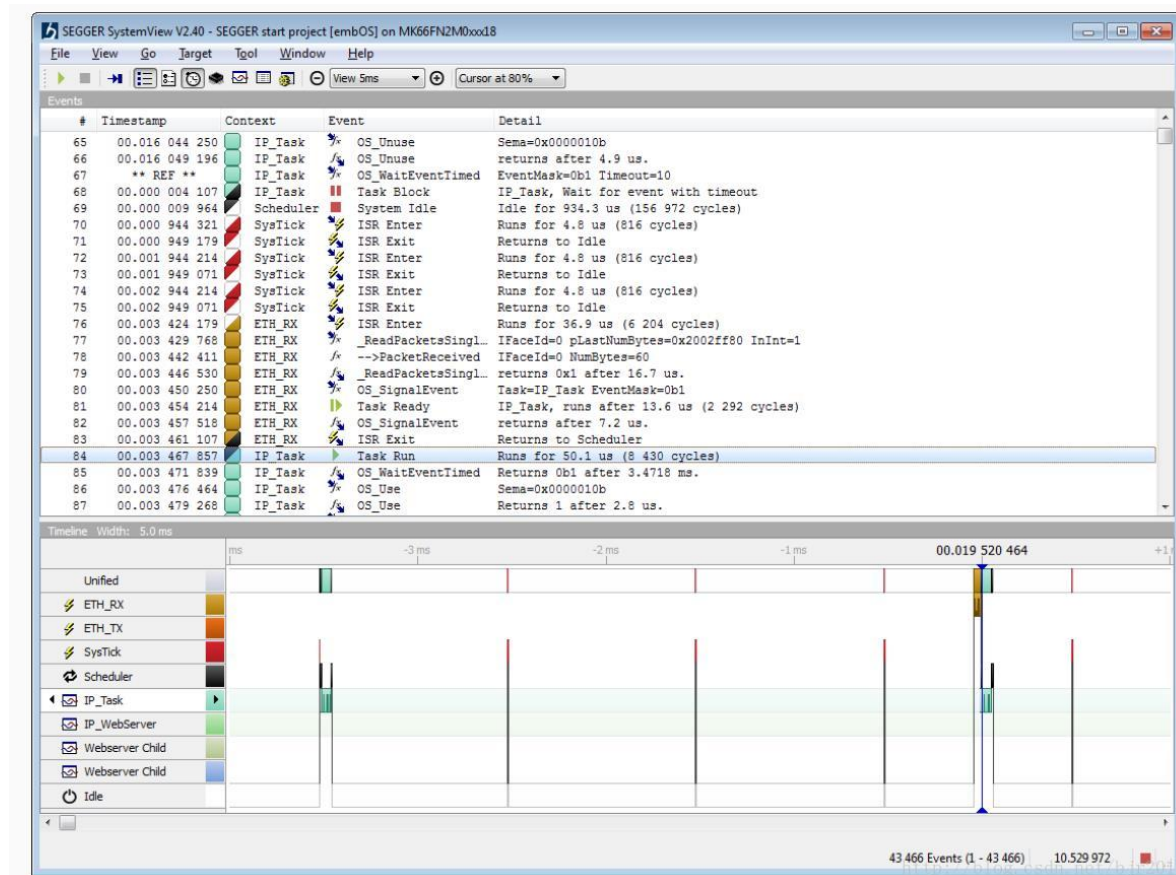 SEGGER SystemView V2.40 - SEGGER start project [embOS] on MK66FN2M0xxx18
File View Go Target Tool Window Help
View 5ms Cursor at 80%
Events
# Timestamp Context Event Detail
65 00.016 044 250 IP_Task OS_Unuse Sema=0x0000010b
66 00.016 049 196 IP_Task OS_Unuse returns after 4.9 us.
67 ** REF ** IP_Task OS_WaitEventTimed EventMask=0b1 Timeout=10
68 00.000 004 107 IP_Task Task Block IP_Task, Wait for event with timeout
69 00.000 009 964 Scheduler System Idle Idle for 934.3 us (156 972 cycles)
70 00.000 944 321 SysTick ISR Enter Runs for 4.8 us (816 cycles)
71 00.000 949 179 SysTick ISR Exit Returns to Idle
72 00.001 944 214 SysTick ISR Enter Runs for 4.8 us (816 cycles)
73 00.001 949 071 SysTick ISR Exit Returns to Idle
74 00.002 944 214 SysTick ISR Enter Runs for 4.8 us (816 cycles)
75 00.002 949 071 SysTick ISR Exit Returns to Idle
76 00.003 424 179 ETH_RX ISR Enter Runs for 36.9 us (6 204 cycles)
77 00.003 429 768 ETH_RX _ReadPacketsSingl… IFaceId=0 pLastNumBytes=0x2002ff80 InInt=1
78 00.003 442 411 ETH_RX -->PacketReceived IFaceId=0 NumBytes=60
79 00.003 446 530 ETH_RX _ReadPacketsSingl… returns 0x1 after 16.7 us.
80 00.003 450 250 ETH_RX OS_SignalEvent Task=IP_Task EventMask=0b1
81 00.003 454 214 ETH_RX Task Ready IP_Task, runs after 13.6 us (2 292 cycles)
82 00.003 457 518 ETH_RX OS_SignalEvent returns after 7.2 us.
83 00.003 461 107 ETH_RX ISR Exit Returns to Scheduler
84 00.003 467 857 IP_Task Task Run Runs for 50.1 us (8 430 cycles)
85 00.003 471 839 IP_Task OS_WaitEventTimed Returns 0b1 after 3.4718 ms.
86 00.003 476 464 IP_Task OS_Use Sema=0x0000010b
87 00.003 479 268 IP_Task OS_Use Returns 1 after 2.8 us.
Timeline Width: 5.0 ms
ms -3 ms -2 ms -1 ms 00.019 520 464
Unified
ETH_RX
ETH_TX
SysTick
Scheduler
IP_Task
IP_WebServer
Webserver Child
Webserver Child
Idle
43 466 Events (1 - 43 466) 10.529 972